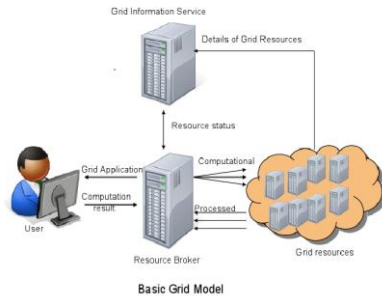 Grid Information Service
Details of Grid Resources
Resource status
Grid Application
Computational
Computation
result
Processed
User
Resource Broker
Grid resources
Basic Grid Model